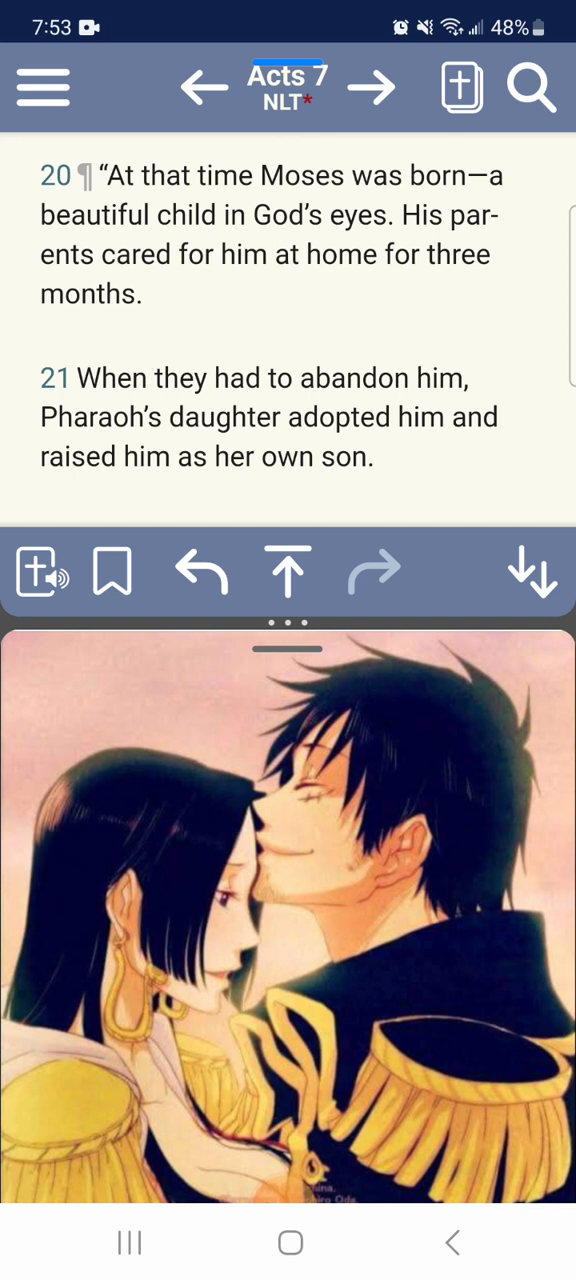 7:53
48%
Acts 7
NLT*
20 ¶ “At that time Moses was born—a
beautiful child in God’s eyes. His par-
ents cared for him at home for three
months.
21 When they had to abandon him,
Pharaoh’s daughter adopted him and
raised him as her own son.
Oda,